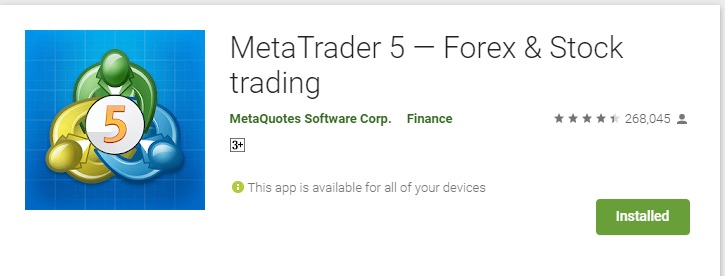 MetaTrader 5 — Forex & Stock
trading
MetaQuotes Software Corp. Finance 268,045
3+
This app is available for all of your devices
Installed
5